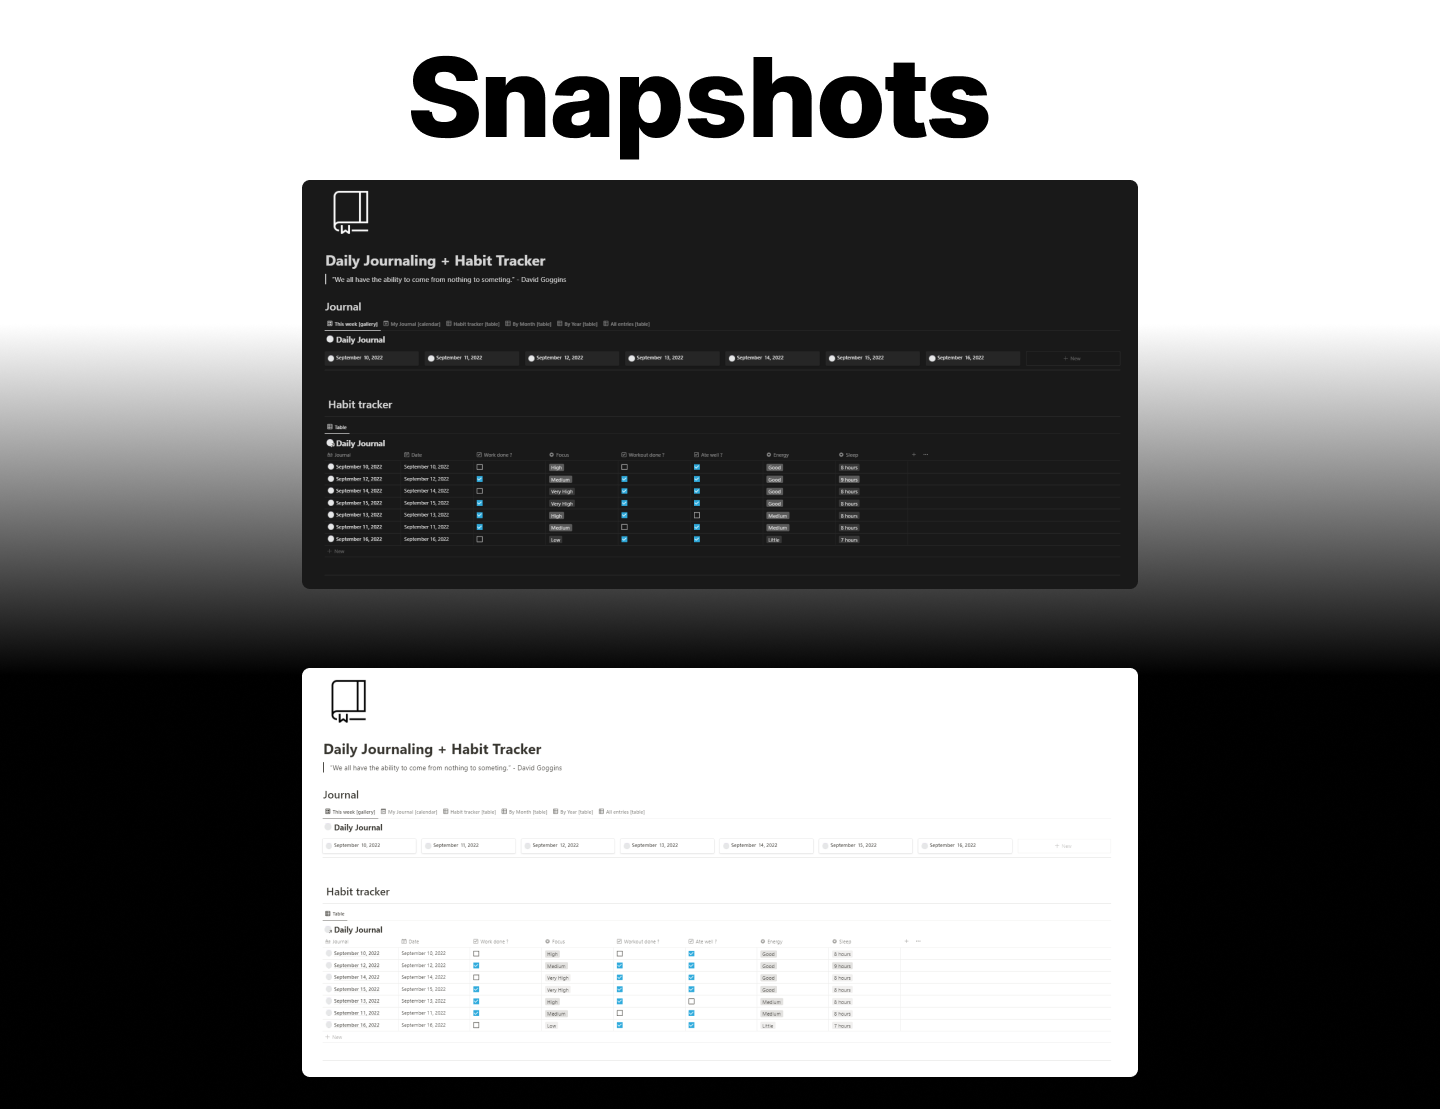 Snapshots
Daily Journaling + Habit Tracker
"We all have the ability to come from nothing to someting." - David Goggins
Journal
This week [gallery] My Journal [calendar] Habit tracker [table] By Month [table] By Year [table] All entries [table]
Daily Journal
September 10, 2022 September 11, 2022 September 12, 2022 September 13, 2022 September 14, 2022 September 15, 2022 September 16, 2022 + New
Habit tracker
Table
Daily Journal
Journal Date Work done ? Focus Workout done ? Ate well ? Energy Sleep + ...
September 10, 2022 September 10, 2022 High Good 8 hours
September 12, 2022 September 12, 2022 Medium Good 9 hours
September 14, 2022 September 14, 2022 Very High Good 8 hours
September 15, 2022 September 15, 2022 Very High Good 8 hours
September 13, 2022 September 13, 2022 High Medium 8 hours
September 11, 2022 September 11, 2022 Medium Medium 8 hours
September 16, 2022 September 16, 2022 Low Little 7 hours
+ New
Daily Journaling + Habit Tracker
"We all have the ability to come from nothing to someting." - David Goggins
Journal
This week [gallery] My Journal [calendar] Habit tracker [table] By Month [table] By Year [table] All entries [table]
Daily Journal
September 10, 2022 September 11, 2022 September 12, 2022 September 13, 2022 September 14, 2022 September 15, 2022 September 16, 2022 + New
Habit tracker
Table
Daily Journal
Journal Date Work done ? Focus Workout done ? Ate well ? Energy Sleep + ...
September 10, 2022 September 10, 2022 High Good 8 hours
September 12, 2022 September 12, 2022 Medium Good 9 hours
September 14, 2022 September 14, 2022 Very High Good 8 hours
September 15, 2022 September 15, 2022 Very High Good 8 hours
September 13, 2022 September 13, 2022 High Medium 8 hours
September 11, 2022 September 11, 2022 Medium Medium 8 hours
September 16, 2022 September 16, 2022 Low Little 7 hours
+ New